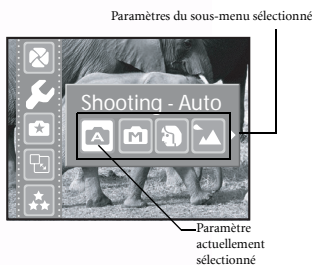 Paramètres du sous-menu sélectionné
Shooting - Auto
A M
Paramètre
actuellement
sélectionné